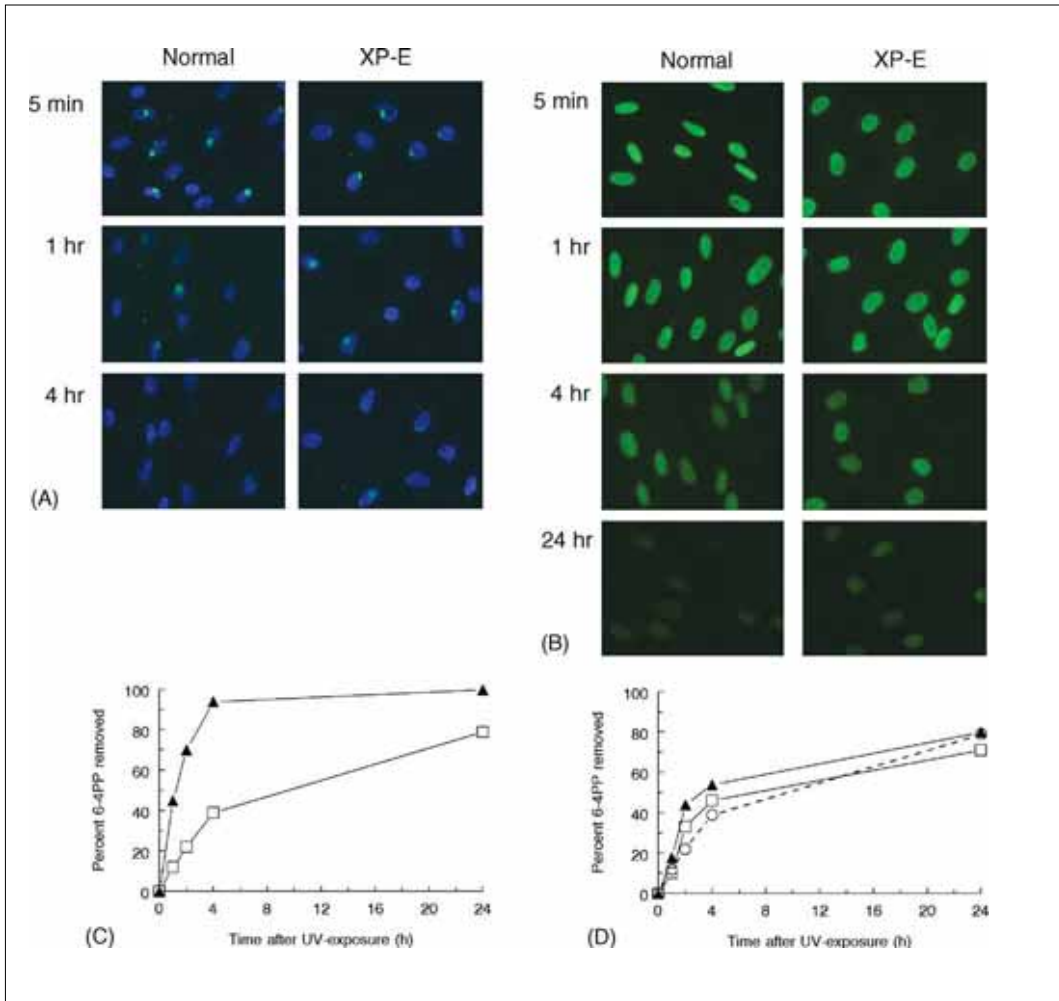 Normal XP-E
5 min
1 hr
4 hr
(A)
Normal XP-E
5 min
1 hr
4 hr
24 hr
(B)
100
80
60
40
20
0
Percent 6-4PP removed
0 4 8 12 16 20 24
Time after UV-exposure (h)
(C)
100
80
60
40
20
0
Percent 6-4PP removed
0 4 8 12 16 20 24
Time after UV-exposure (h)
(D)